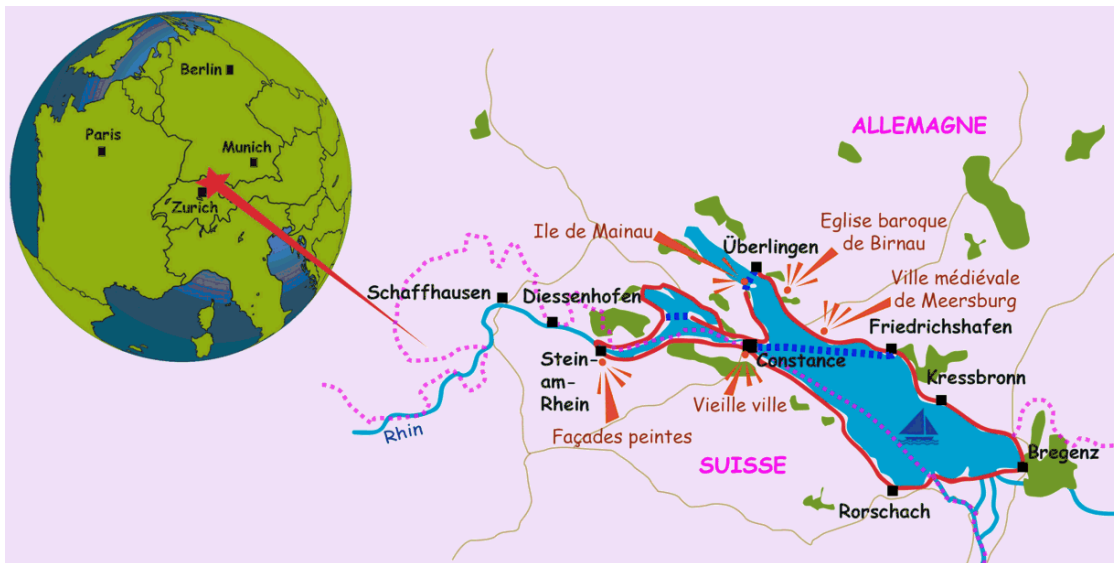 Berlin
Paris
Munich
Zurich
ALLEMAGNE
Ile de Mainau
Überlingen
Eglise baroque
de Birnau
Ville médiévale
de Meersburg
Schaffhausen
Diessenhofen
Friedrichshafen
Stein-
am-
Rhein
Constance
Kressbronn
Vieille ville
Rhin
Façades peintes
SUISSE
Bregenz
Rorschach